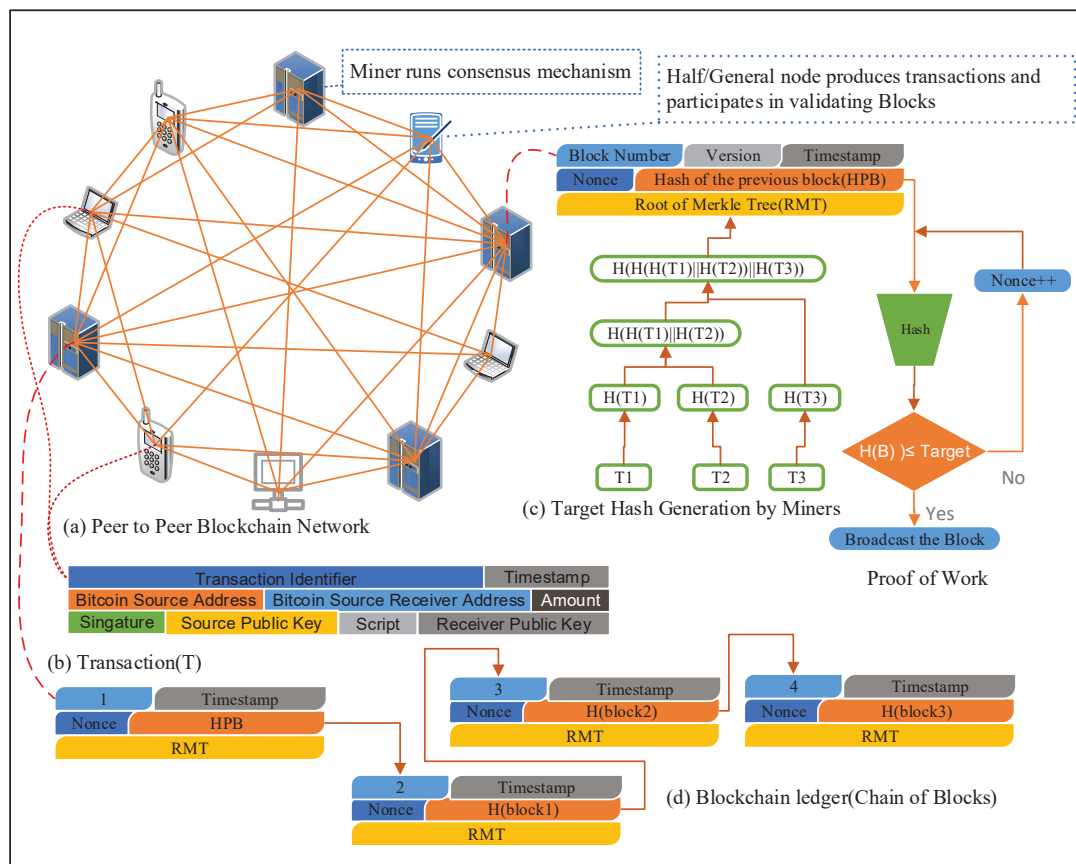 Miner runs consensus mechanism
Half/General node produces transactions and
participates in validating Blocks
Block Number Version Timestamp
Nonce Hash of the previous block(HPB)
Root of Merkle Tree(RMT)
H(H(H(T1)||H(T2))||H(T3))
Nonce++
H(H(T1)||H(T2))
Hash
H(T1) H(T2) H(T3)
H(B) )≤ Target
No
T1 T2 T3
(c) Target Hash Generation by Miners
Yes
(a) Peer to Peer Blockchain Network
Broadcast the Block
Proof of Work
Transaction Identifier Timestamp
Bitcoin Source Address Bitcoin Source Receiver Address Amount
Singature Source Public Key Script Receiver Public Key
(b) Transaction(T)
1 Timestamp
Nonce HPB
RMT
3 Timestamp
Nonce H(block2)
RMT
4 Timestamp
Nonce H(block3)
RMT
2 Timestamp
Nonce H(block1)
RMT
(d) Blockchain ledger(Chain of Blocks)